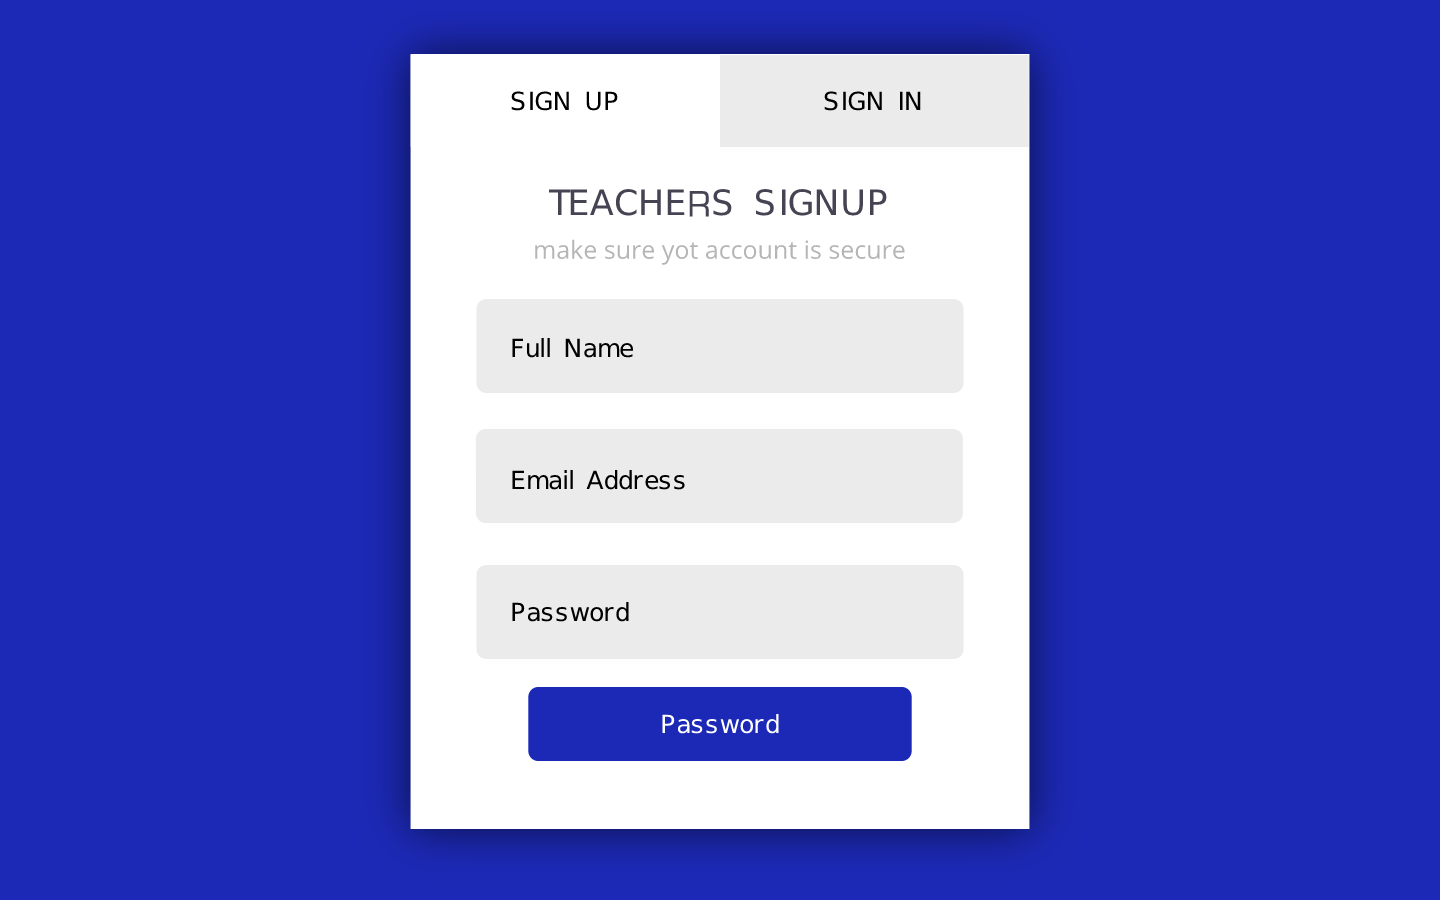 SIGN UP SIGN IN
TEACHERS SIGNUP
make sure yot account is secure
Full Name
Email Address
Password
Password